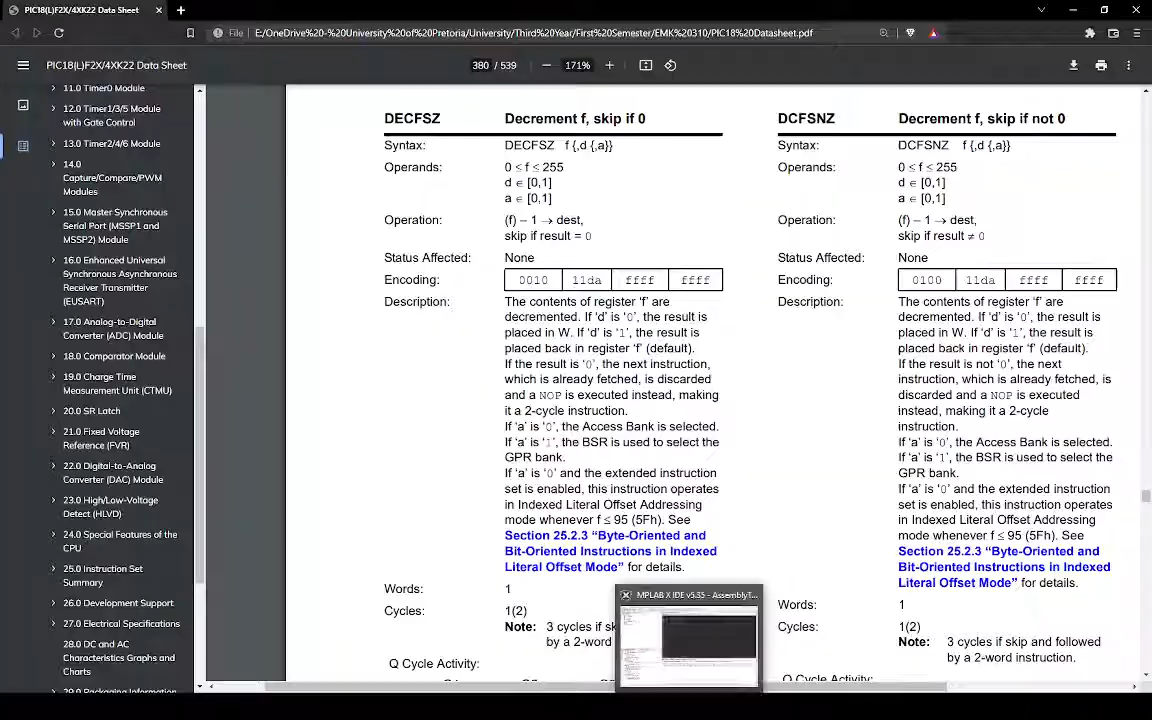 PIC18(L)F2X/4XK22 Data Sheet
File
E:/OneDrive%20-%20University%20of%20Pretoria/University/Third%20Year/First%20Semester/EMK%20310/PIC18%20Datasheet.pdf
PIC18(L)F2X/4XK22 Data Sheet
380 / 539
171%
11.0 Timer0 Module
12.0 Timer1/3/5 Module
with Gate Control
13.0 Timer2/4/6 Module
14.0
Capture/Compare/PWM
Modules
15.0 Master Synchronous
Serial Port (MSSP1 and
MSSP2) Module
16.0 Enhanced Universal
Synchronous Asynchronous
Receiver Transmitter
(EUSART)
17.0 Analog-to-Digital
Converter (ADC) Module
18.0 Comparator Module
19.0 Charge Time
Measurement Unit (CTMU)
20.0 SR Latch
21.0 Fixed Voltage
Reference (FVR)
22.0 Digital-to-Analog
Converter (DAC) Module
23.0 High/Low-Voltage
Detect (HLVD)
24.0 Special Features of the
CPU
25.0 Instruction Set
Summary
26.0 Development Support
27.0 Electrical Specifications
28.0 DC and AC
Characteristics Graphs and
Charts
29.0 Packaging Information
DECFSZ Decrement f, skip if 0
Syntax: DECFSZ f {,d {,a}}
Operands: 0 ≤ f ≤ 255
d ∈ [0,1]
a ∈ [0,1]
Operation: (f) – 1 → dest,
skip if result = 0
Status Affected: None
Encoding: 0010 11da ffff ffff
Description: The contents of register ‘f’ are
decremented. If ‘d’ is ‘0’, the result is
placed in W. If ‘d’ is ‘1’, the result is
placed back in register ‘f’ (default).
If the result is ‘0’, the next instruction,
which is already fetched, is discarded
and a NOP is executed instead, making
it a 2-cycle instruction.
If ‘a’ is ‘0’, the Access Bank is selected.
If ‘a’ is ‘1’, the BSR is used to select the
GPR bank.
If ‘a’ is ‘0’ and the extended instruction
set is enabled, this instruction operates
in Indexed Literal Offset Addressing
mode whenever f ≤ 95 (5Fh). See
Section 25.2.3 “Byte-Oriented and
Bit-Oriented Instructions in Indexed
Literal Offset Mode” for details.
Words: 1
Cycles: 1(2)
Note: 3 cycles if sk
by a 2-word
Q Cycle Activity:
DCFSNZ Decrement f, skip if not 0
Syntax: DCFSNZ f {,d {,a}}
Operands: 0 ≤ f ≤ 255
d ∈ [0,1]
a ∈ [0,1]
Operation: (f) – 1 → dest,
skip if result ≠ 0
Status Affected: None
Encoding: 0100 11da ffff ffff
Description: The contents of register ‘f’ are
decremented. If ‘d’ is ‘0’, the result is
placed in W. If ‘d’ is ‘1’, the result is
placed back in register ‘f’ (default).
If the result is not ‘0’, the next
instruction, which is already fetched, is
discarded and a NOP is executed
instead, making it a 2-cycle
instruction.
If ‘a’ is ‘0’, the Access Bank is selected.
If ‘a’ is ‘1’, the BSR is used to select the
GPR bank.
If ‘a’ is ‘0’ and the extended instruction
set is enabled, this instruction operates
in Indexed Literal Offset Addressing
mode whenever f ≤ 95 (5Fh). See
Section 25.2.3 “Byte-Oriented and
Bit-Oriented Instructions in Indexed
Literal Offset Mode” for details.
Words: 1
Cycles: 1(2)
Note: 3 cycles if skip and followed
by a 2-word instruction.
Q Cycle Activity:
MPLAB X IDE v5.35 - AssemblyT...